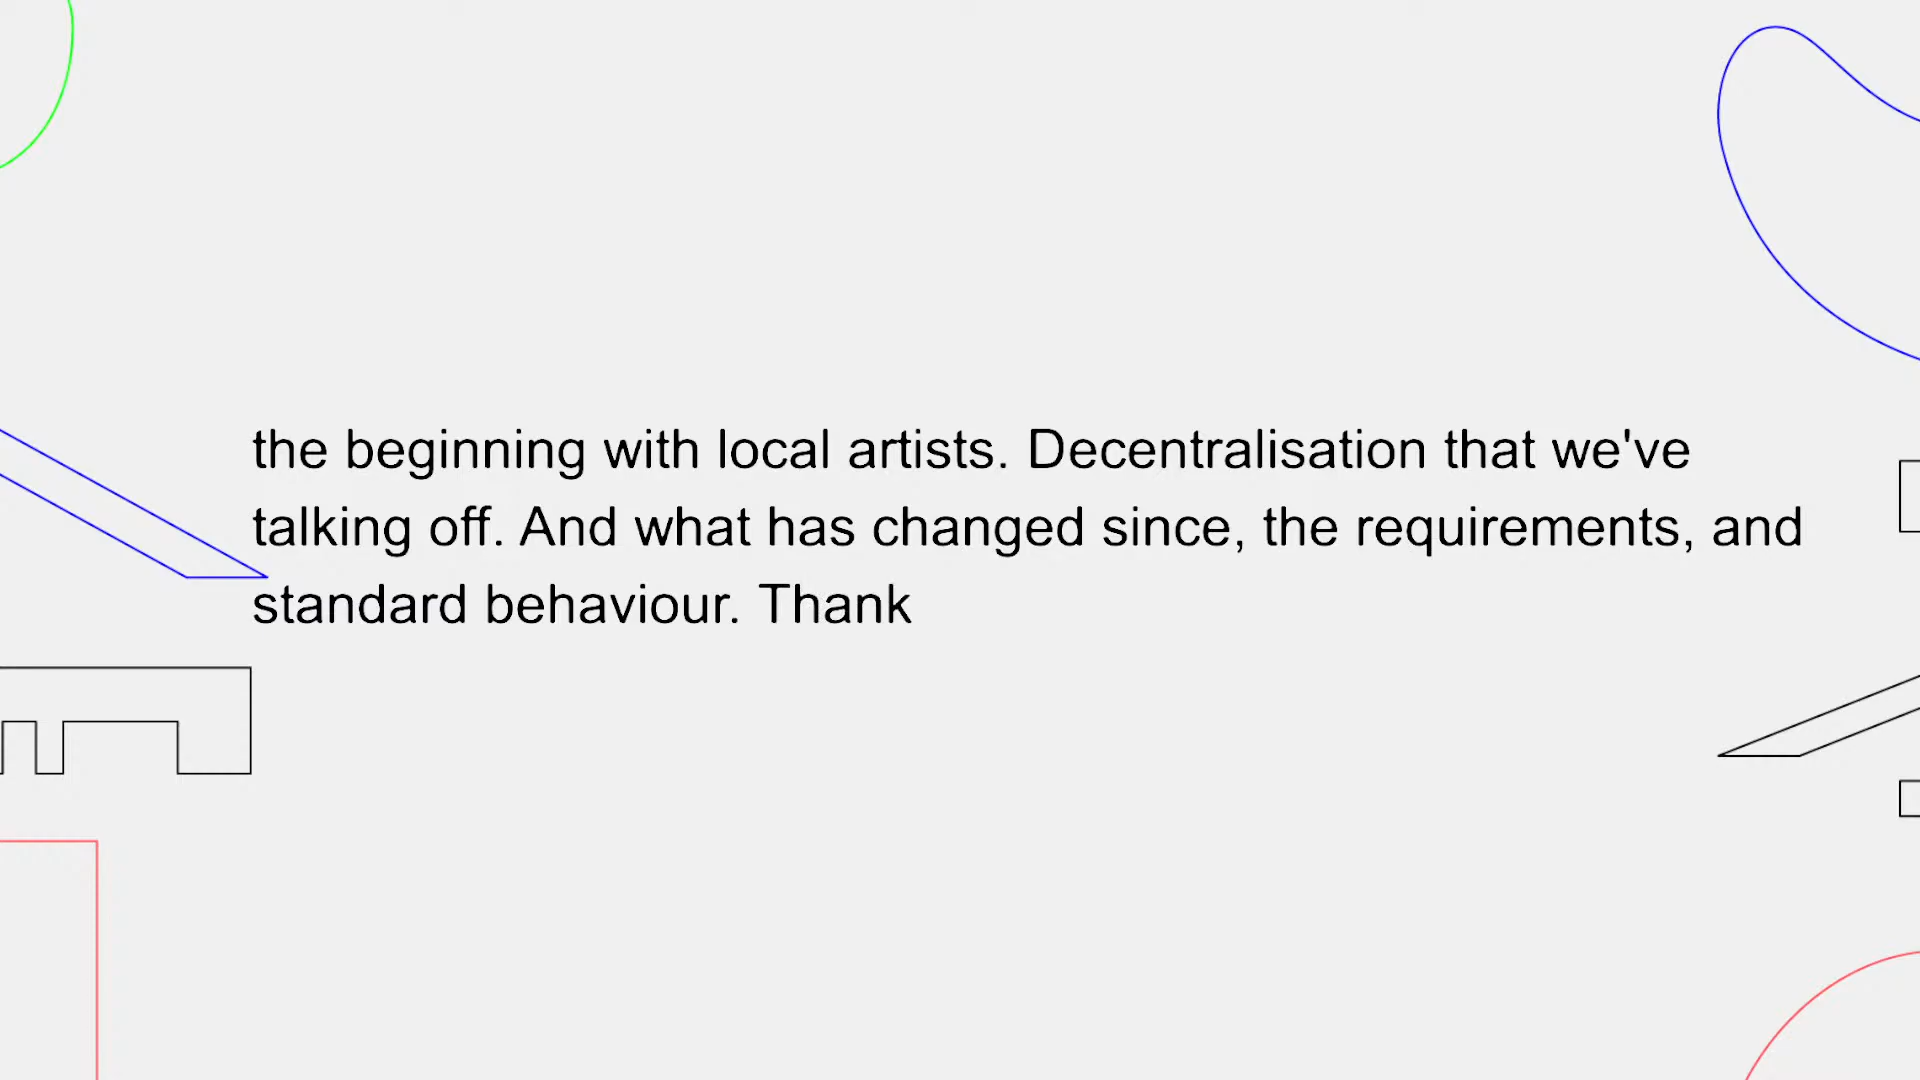 the beginning with local artists. Decentralisation that we've
talking off. And what has changed since, the requirements, and
standard behaviour. Thank